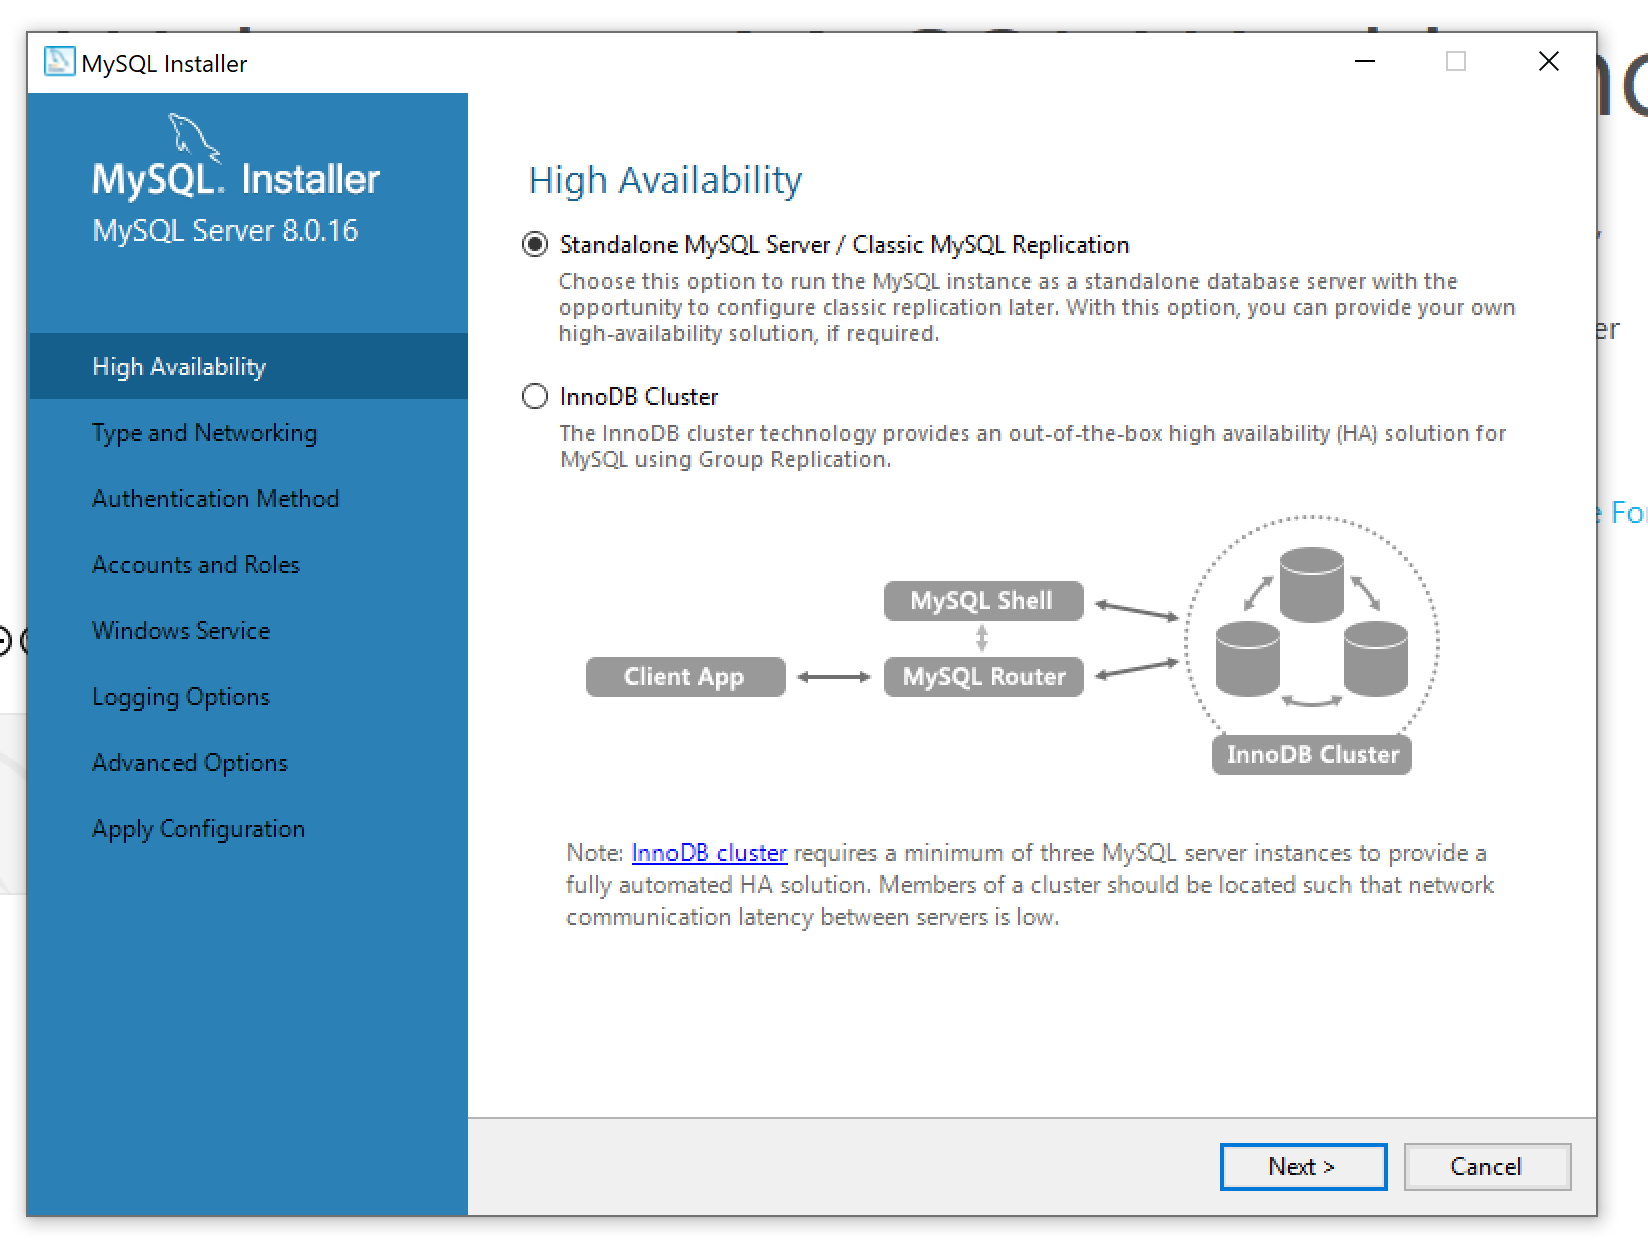 MySQL Installer
MySQL. Installer
MySQL Server 8.0.16
High Availability
Type and Networking
Authentication Method
Accounts and Roles
Windows Service
Logging Options
Advanced Options
Apply Configuration
High Availability
Standalone MySQL Server / Classic MySQL Replication
Choose this option to run the MySQL instance as a standalone database server with the
opportunity to configure classic replication later. With this option, you can provide your own
high-availability solution, if required.
InnoDB Cluster
The InnoDB cluster technology provides an out-of-the-box high availability (HA) solution for
MySQL using Group Replication.
MySQL Shell
Client App
MySQL Router
InnoDB Cluster
Note: InnoDB cluster requires a minimum of three MySQL server instances to provide a
fully automated HA solution. Members of a cluster should be located such that network
communication latency between servers is low.
Next >
Cancel